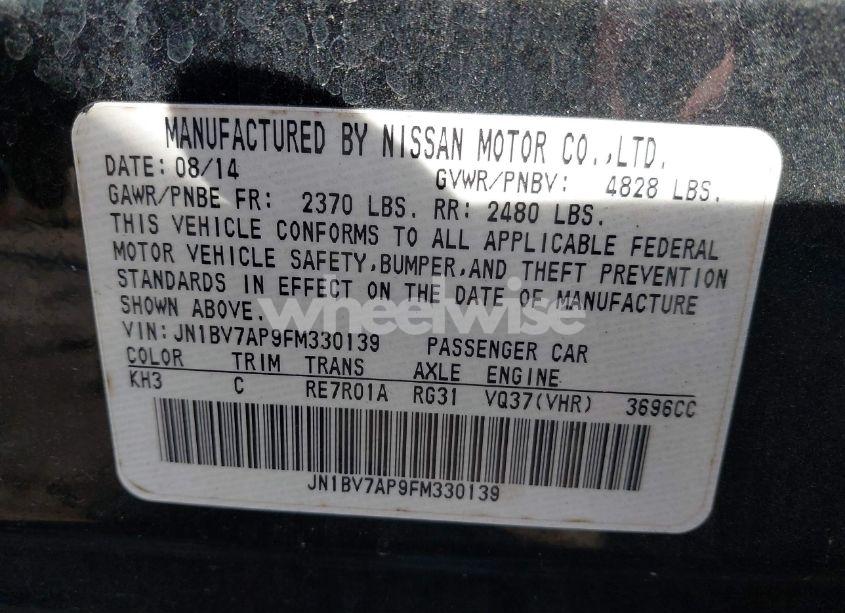 MANUFACTURED BY NISSAN MOTOR CO.,LTD.
DATE: 08/14 GVWR/PNBV: 4828 LBS.
GAWR/PNBE FR: 2370 LBS. RR: 2480 LBS.
THIS VEHICLE CONFORMS TO ALL APPLICABLE FEDERAL
MOTOR VEHICLE SAFETY,BUMPER,AND THEFT PREVENTION
STANDARDS IN EFFECT ON THE DATE OF MANUFACTURE
SHOWN ABOVE.
wheelwise
VIN:JN1BV7AP9FM330139 PASSENGER CAR
COLOR TRIM TRANS AXLE ENGINE
KH3 C RE7R01A RG31 VQ37(VHR) 3696CC
JN1BV7AP9FM330139